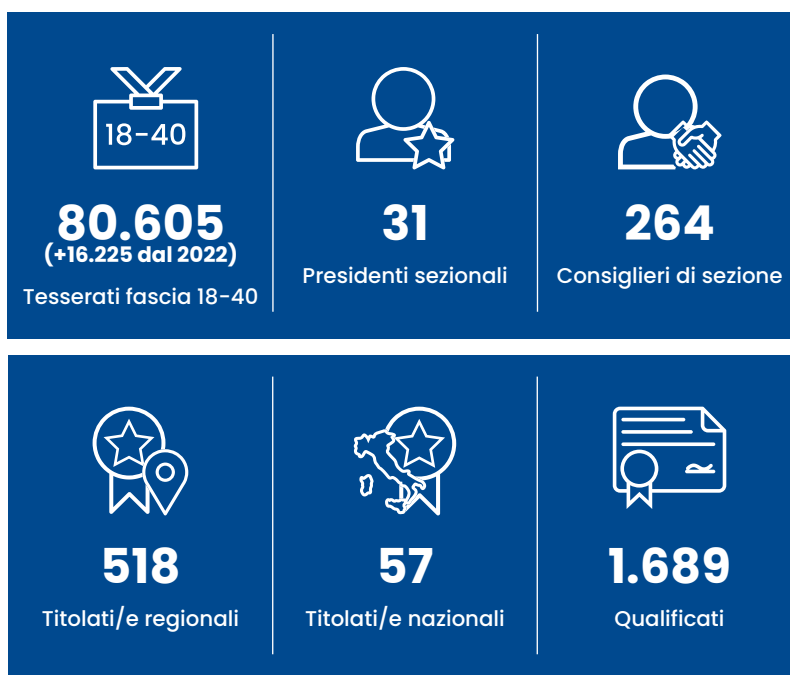 18-40
80.605
(+16.225 dal 2022)
Tesserati fascia 18-40
31
Presidenti sezionali
264
Consiglieri di sezione
518
Titolati/e regionali
57
Titolati/e nazionali
1.689
Qualificati